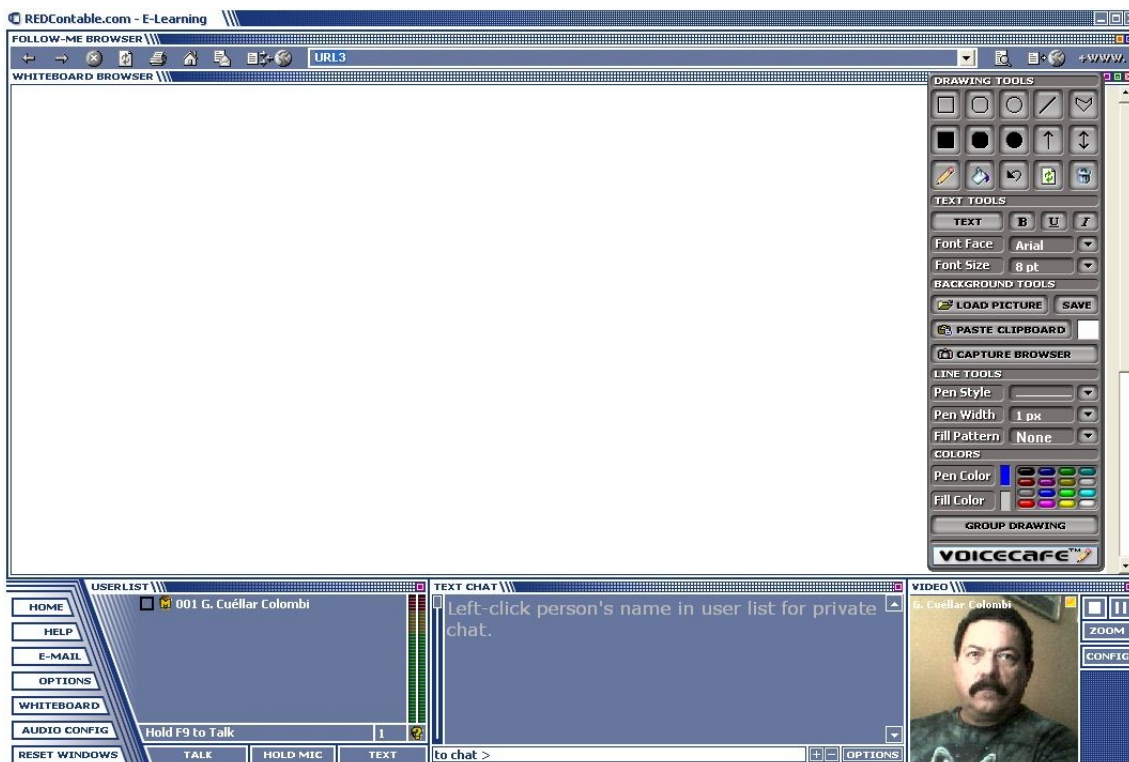 REDContable.com - E-Learning
FOLLOW-ME BROWSER
URL3
+WWW.
WHITEBOARD BROWSER
DRAWING TOOLS
TEXT TOOLS
TEXT B U I
Font Face Arial
Font Size 8 pt
BACKGROUND TOOLS
LOAD PICTURE SAVE
PASTE CLIPBOARD
CAPTURE BROWSER
LINE TOOLS
Pen Style
Pen Width 1 px
Fill Pattern None
COLORS
Pen Color
Fill Color
GROUP DRAWING
VOICECAFE™
HOME
HELP
E-MAIL
OPTIONS
WHITEBOARD
AUDIO CONFIG
RESET WINDOWS
USERLIST
001 G. Cuéllar Colombi
Hold F9 to Talk 1
TALK HOLD MIC TEXT
TEXT CHAT
Left-click person's name in user list for private
chat.
to chat > + - OPTIONS
VIDEO
G. Cuéllar Colombi
ZOOM
CONFIG